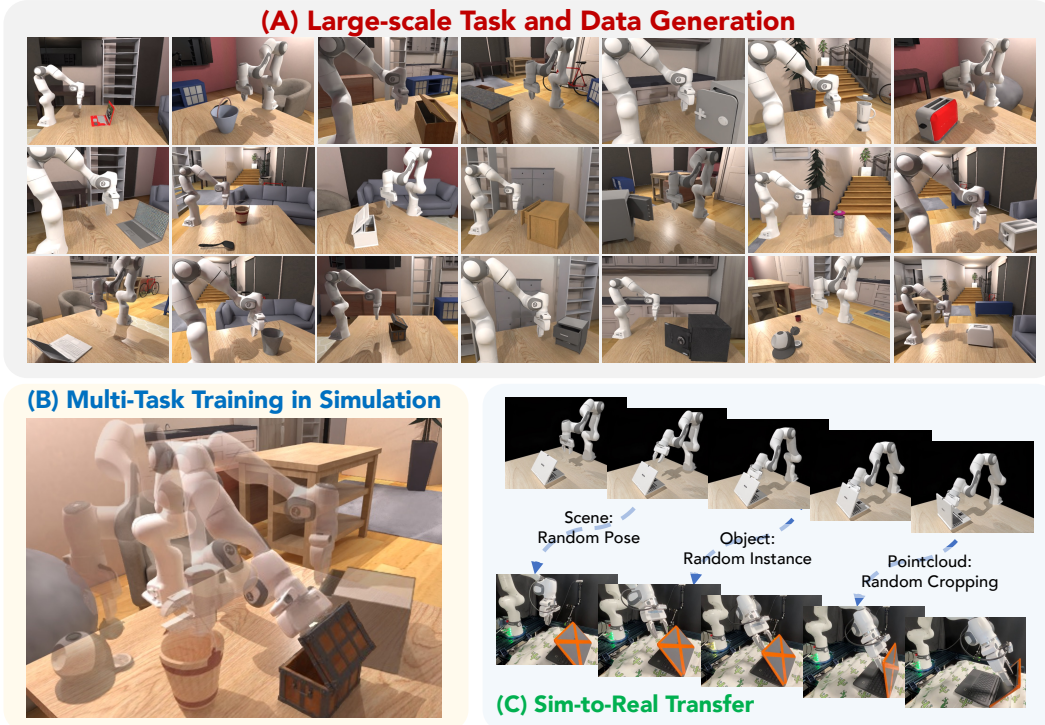 (A) Large-scale Task and Data Generation
(B) Multi-Task Training in Simulation
Scene:
Random Pose
Object:
Random Instance
Pointcloud:
Random Cropping
(C) Sim-to-Real Transfer